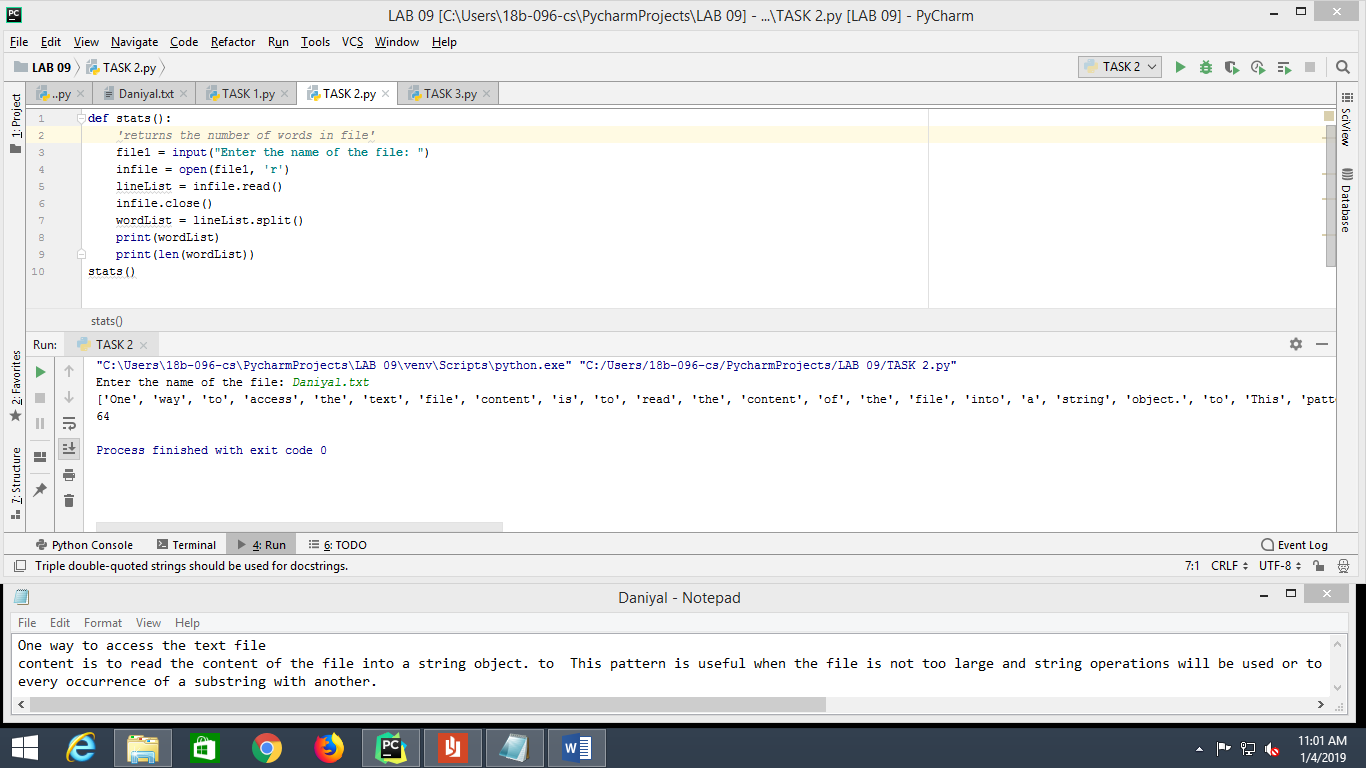 LAB 09 [C:\Users\18b-096-cs\PycharmProjects\LAB 09] - ...\TASK 2.py [LAB 09] - PyCharm
File Edit View Navigate Code Refactor Run Tools VCS Window Help
LAB 09 TASK 2.py TASK 2
..py Daniyal.txt TASK 1.py TASK 2.py TASK 3.py
1: Project
SciView
Database
1 def stats():
2 'returns the number of words in file'
3 file1 = input("Enter the name of the file: ")
4 infile = open(file1, 'r')
5 lineList = infile.read()
6 infile.close()
7 wordList = lineList.split()
8 print(wordList)
9 print(len(wordList))
10 stats()
stats()
Run: TASK 2
2: Favorites
7: Structure
"C:\Users\18b-096-cs\PycharmProjects\LAB 09\venv\Scripts\python.exe" "C:/Users/18b-096-cs/PycharmProjects/LAB 09/TASK 2.py"
Enter the name of the file: Daniyal.txt
['One', 'way', 'to', 'access', 'the', 'text', 'file', 'content', 'is', 'to', 'read', 'the', 'content', 'of', 'the', 'file', 'into', 'a', 'string', 'object.', 'to', 'This', 'patt
64
Process finished with exit code 0
Python Console Terminal 4: Run 6: TODO Event Log
Triple double-quoted strings should be used for docstrings. 7:1 CRLF UTF-8
Daniyal - Notepad
File Edit Format View Help
One way to access the text file
content is to read the content of the file into a string object. to  This pattern is useful when the file is not too large and string operations will be used or to
every occurrence of a substring with another.
11:01 AM
1/4/2019